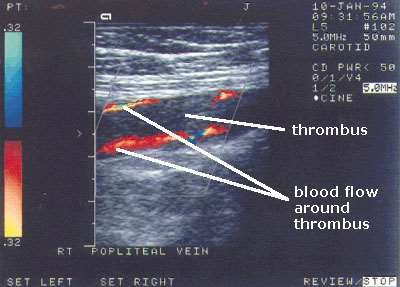 PT:
J
10-JAN-94
09:31:56AM
L5 #102
5.0MHz 50mm
CAROTID
CD PWR< 50
0/1/V4
1/2 5.0MHz
♦CINE
.32
.32
thrombus
blood flow
around
thrombus
RT POPLITEAL VEIN
SET LEFT SET RIGHT REVIEW/STOP